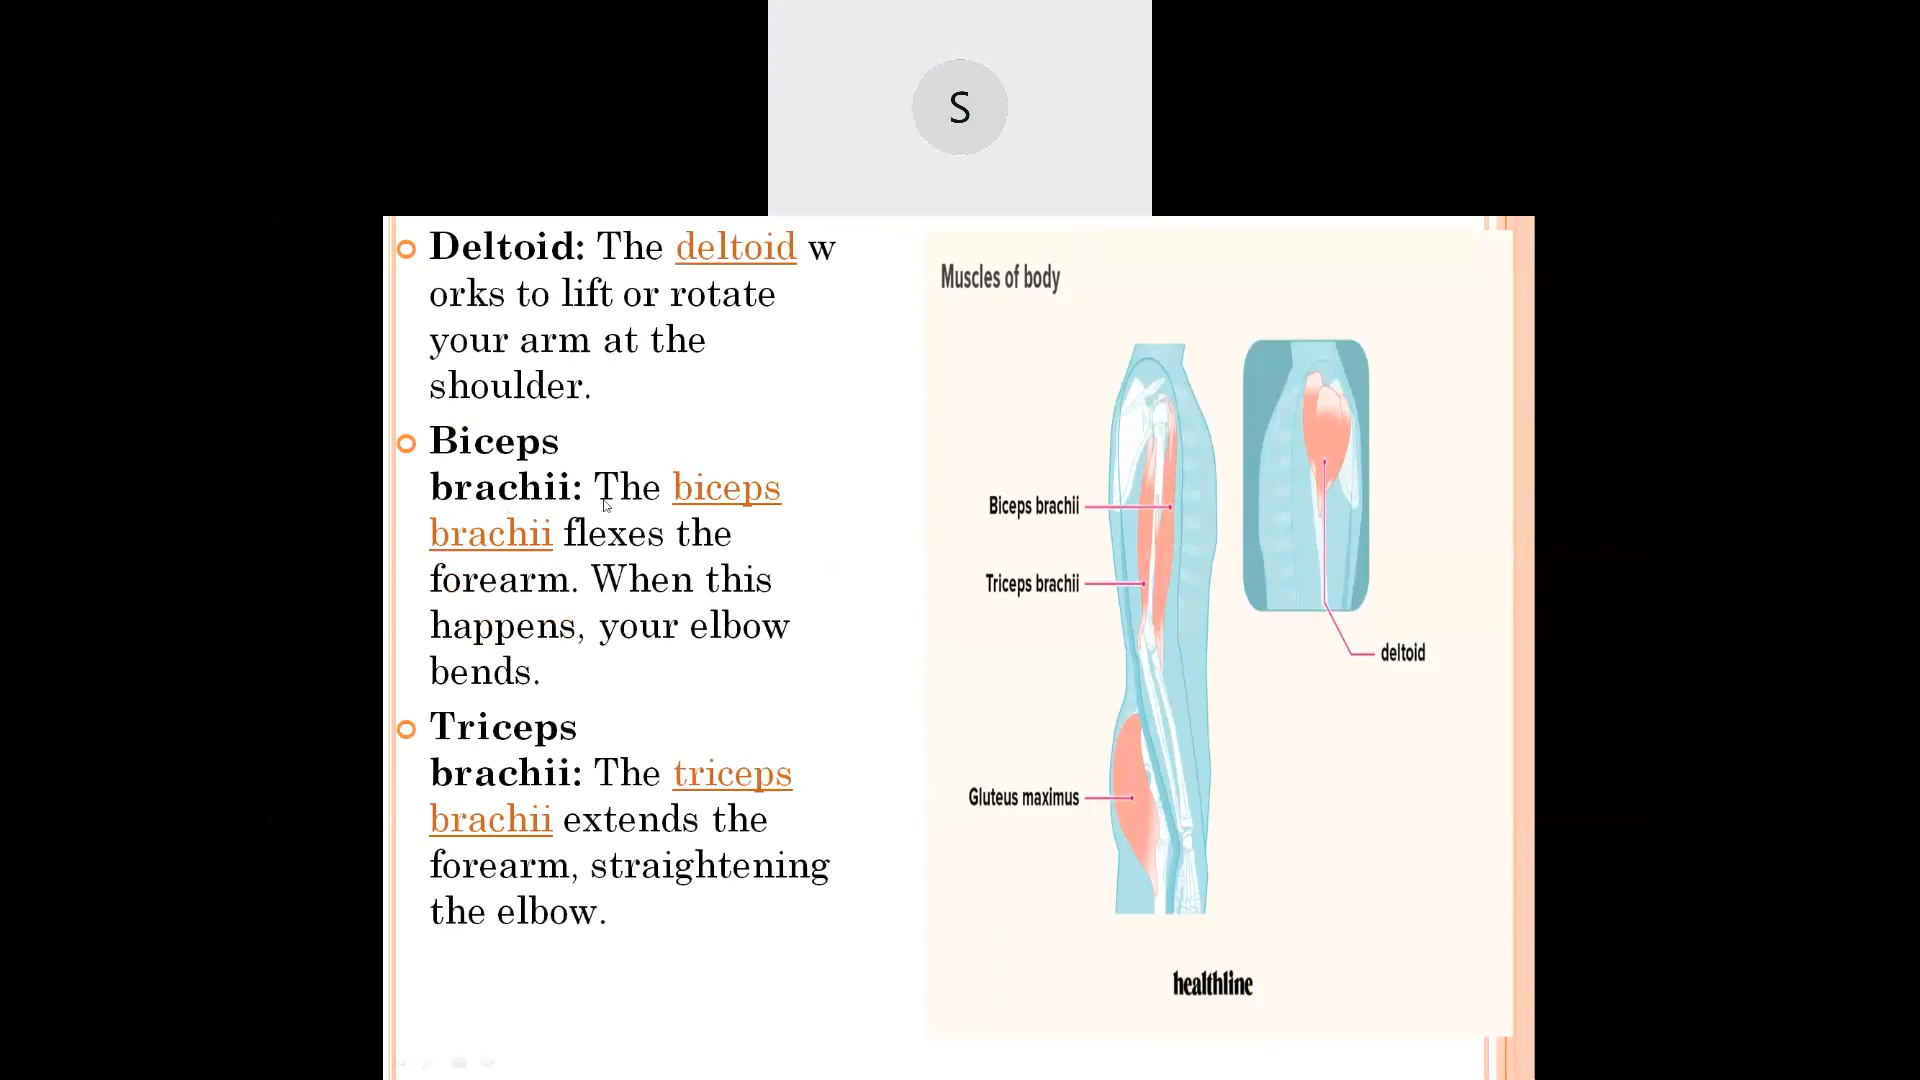 S
Deltoid: The deltoid w
orks to lift or rotate
your arm at the
shoulder.
Biceps
brachii: The biceps
brachii flexes the
forearm. When this
happens, your elbow
bends.
Triceps
brachii: The triceps
brachii extends the
forearm, straightening
the elbow.
Muscles of body
Biceps brachii
Triceps brachii
deltoid
Gluteus maximus
healthline